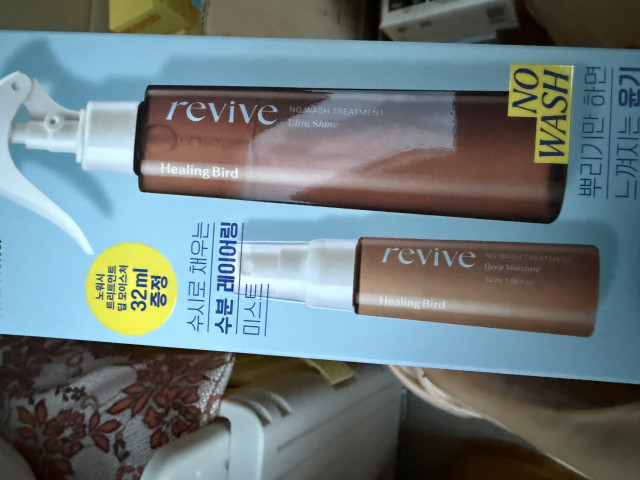 revive
NO WASH TREATMENT
Ultra Shine
Healing Bird
NO
WASH
뿌리기만 하면
느껴지는 윤기
수시로 채우는
수분 레이어링
미스트
노워시
트리트먼트
딥 모이스처
32ml
증정
revive
NO WASH TREATMENT
Deep Moisture
Healing Bird